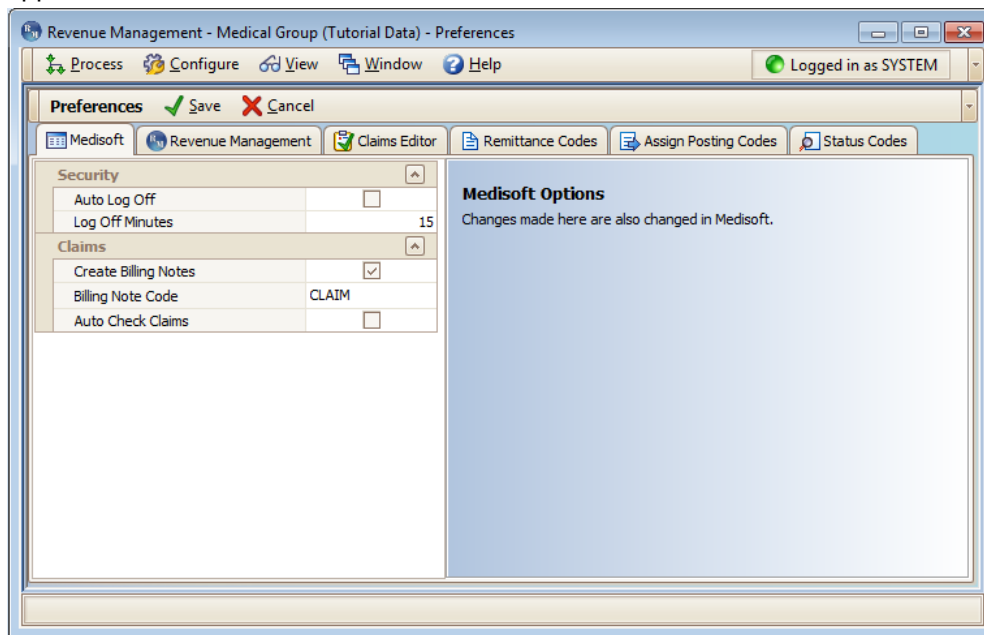 Revenue Management - Medical Group (Tutorial Data) - Preferences
Process Configure View Window Help Logged in as SYSTEM
Preferences Save Cancel
Medisoft Revenue Management Claims Editor Remittance Codes Assign Posting Codes Status Codes
Security
Auto Log Off
Log Off Minutes 15
Claims
Create Billing Notes
Billing Note Code CLAIM
Auto Check Claims
Medisoft Options
Changes made here are also changed in Medisoft.